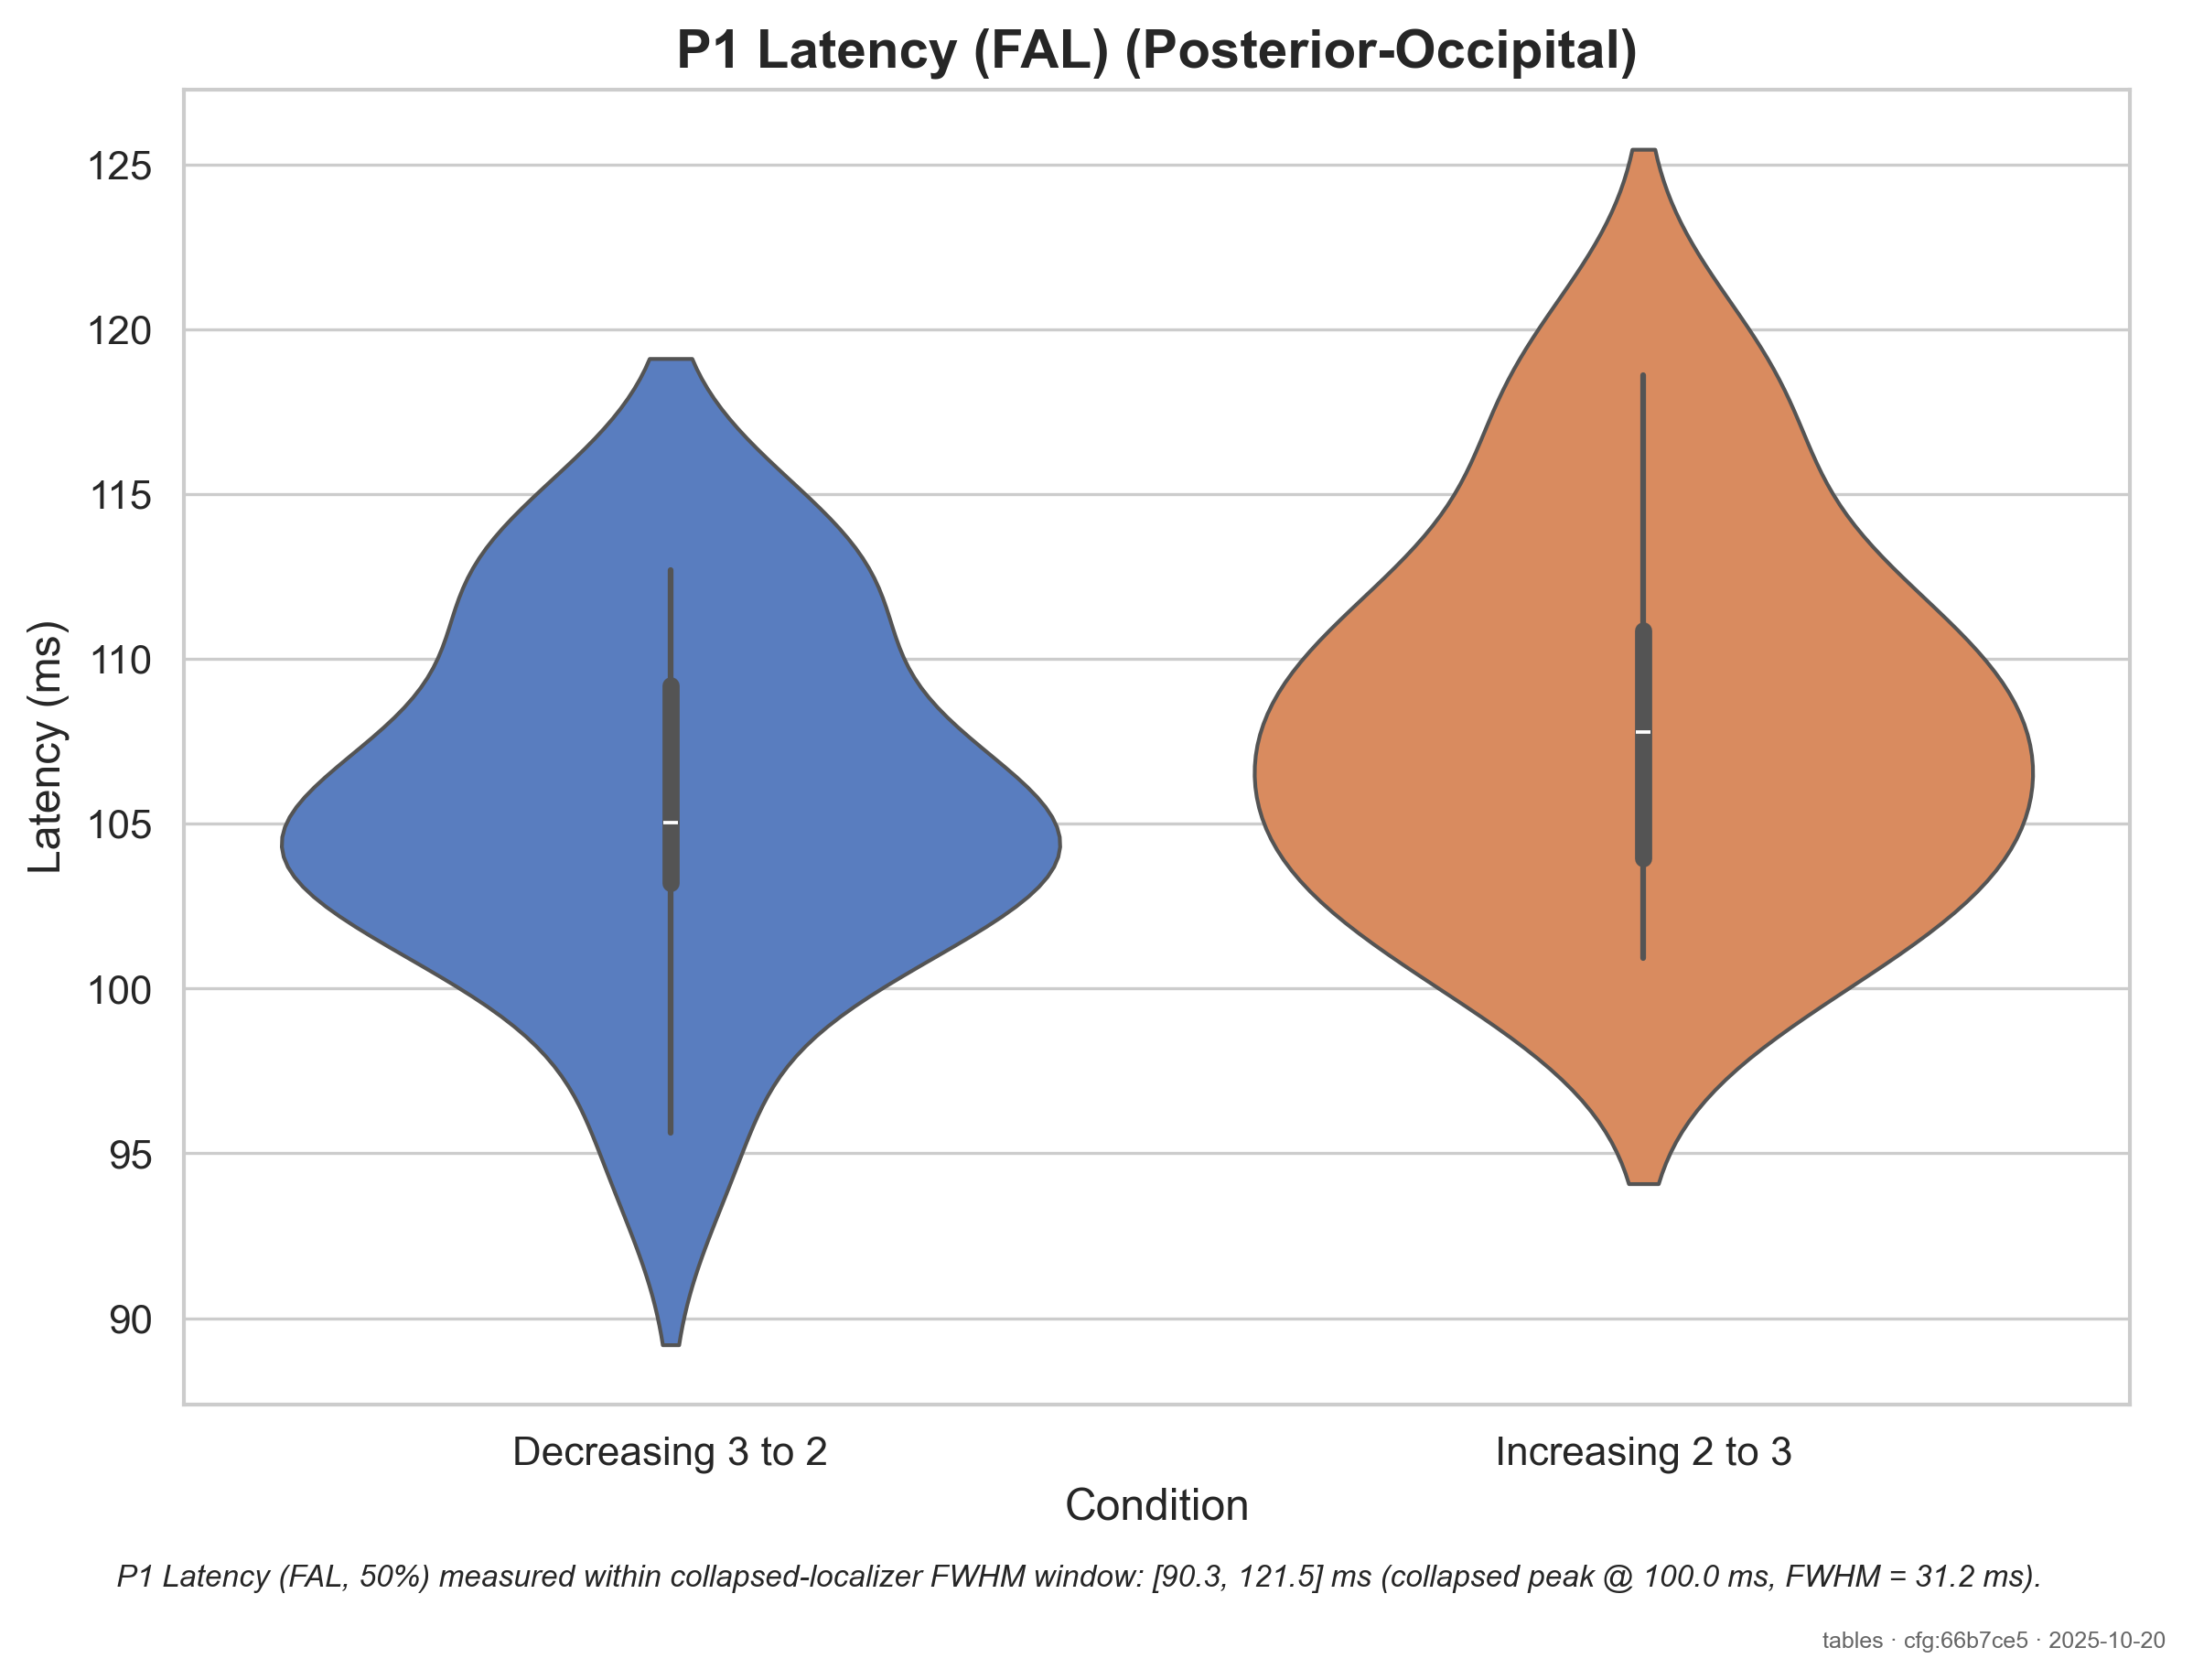 P1 Latency (FAL) (Posterior-Occipital)
Latency (ms)
125
120
115
110
105
100
95
90
Decreasing 3 to 2
Increasing 2 to 3
Condition
P1 Latency (FAL, 50%) measured within collapsed-localizer FWHM window: [90.3, 121.5] ms (collapsed peak @ 100.0 ms, FWHM = 31.2 ms).
tables · cfg:66b7ce5 · 2025-10-20